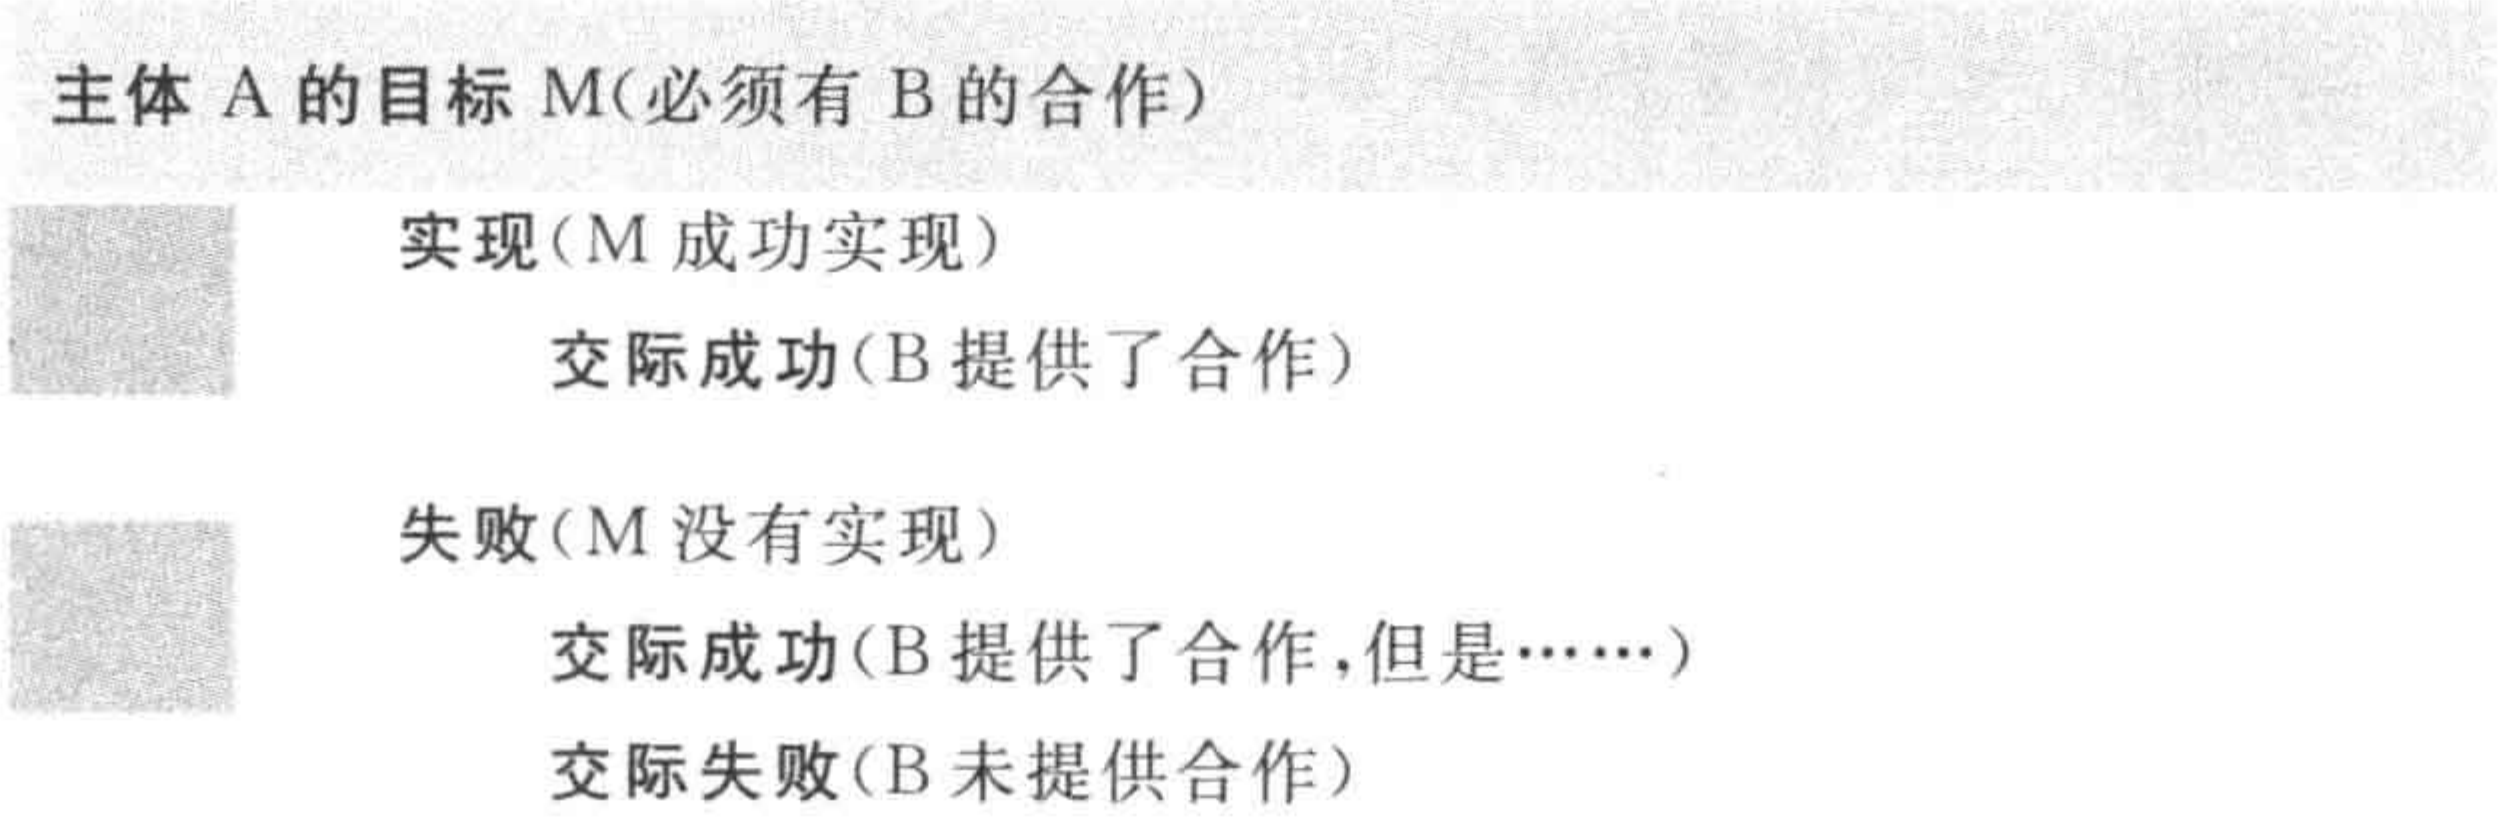 主体 A 的目标 M(必须有 B 的合作)
实现(M 成功实现)
交际成功(B 提供了合作)
失败(M 没有实现)
交际成功(B 提供了合作,但是……)
交际失败(B 未提供合作)